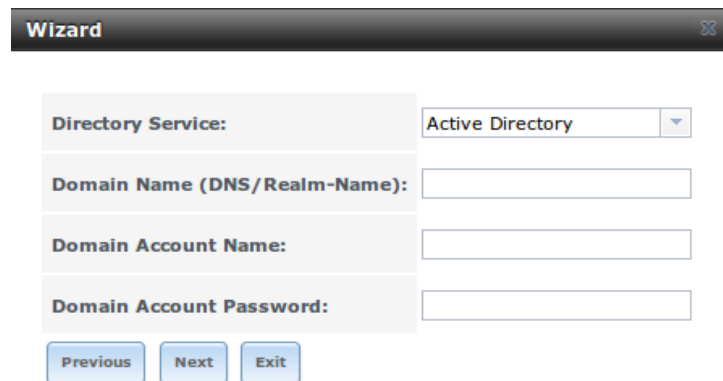 Wizard
Directory Service: Active Directory
Domain Name (DNS/Realm-Name):
Domain Account Name:
Domain Account Password:
Previous Next Exit